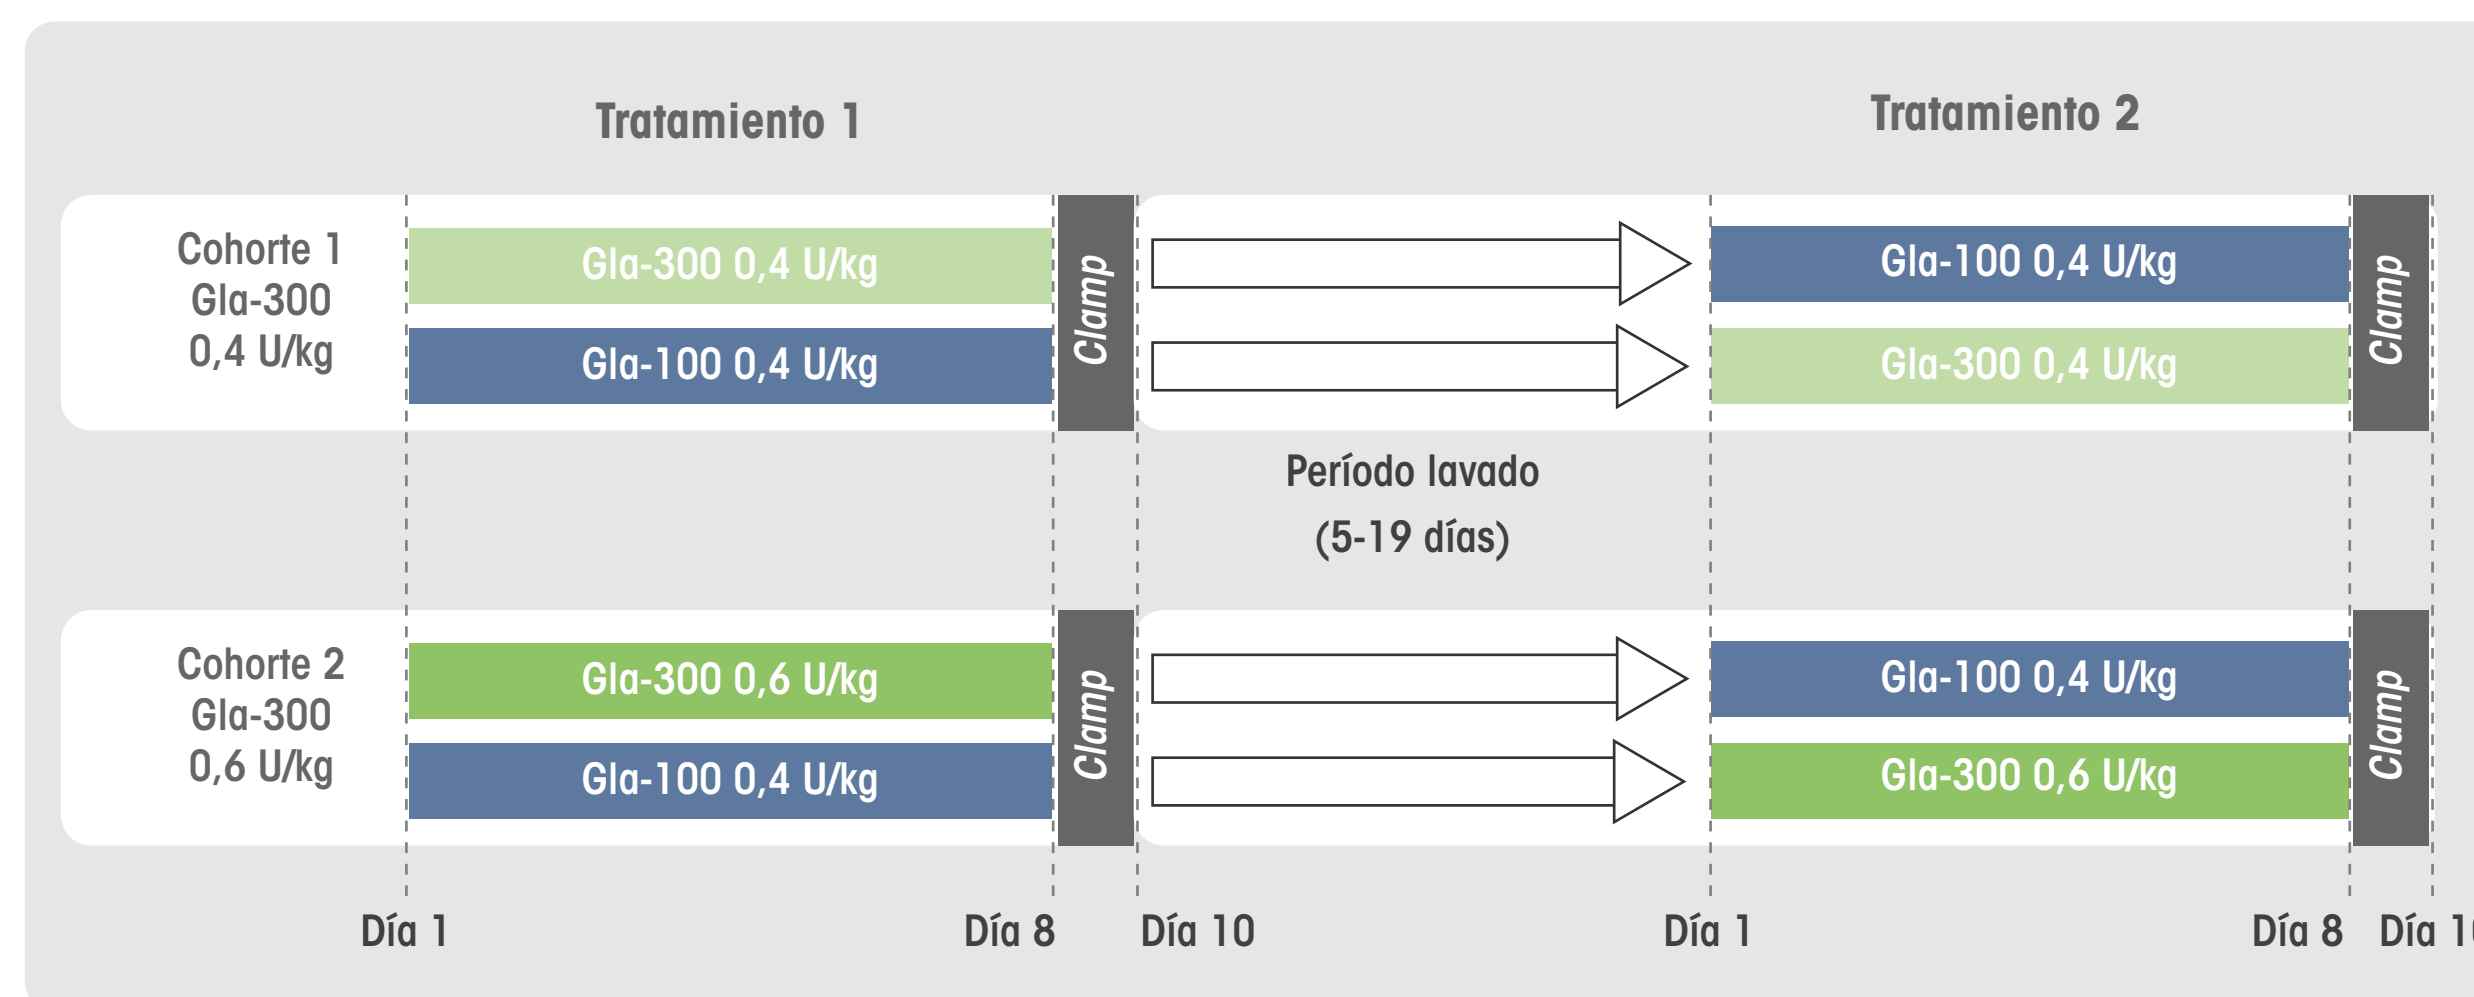 Tratamiento 1
Tratamiento 2
Cohorte 1
Gla-300
0,4 U/kg
Gla-300 0,4 U/kg
Gla-100 0,4 U/kg
Clamp
Gla-100 0,4 U/kg
Gla-300 0,4 U/kg
Clamp
Período lavado
(5-19 días)
Cohorte 2
Gla-300
0,6 U/kg
Gla-300 0,6 U/kg
Gla-100 0,4 U/kg
Clamp
Gla-100 0,4 U/kg
Gla-300 0,6 U/kg
Clamp
Día 1
Día 8
Día 10
Día 1
Día 8
Día 10